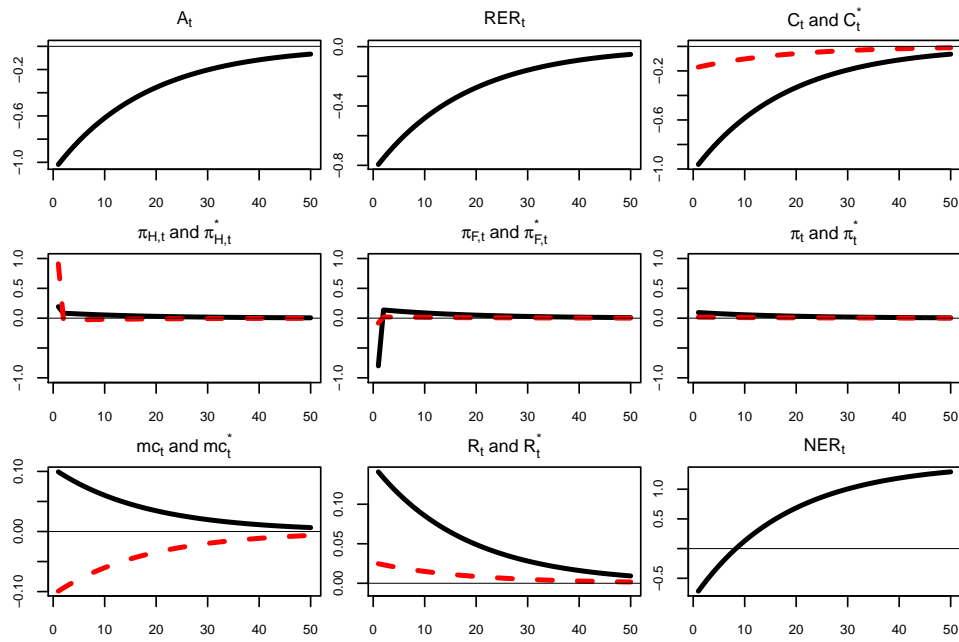 A_t RER_t C_t and C_t^*
-0.2 -0.6 -1.0
0 10 20 30 40 50
0.0 -0.4 -0.8
0 10 20 30 40 50
-0.2 -0.6 -1.0
0 10 20 30 40 50
π_{H,t} and π_{H,t}^* π_{F,t} and π_{F,t}^* π_t and π_t^*
1.0 0.5 0.0 -1.0
0 10 20 30 40 50
1.0 0.5 0.0 -1.0
0 10 20 30 40 50
1.0 0.5 0.0 -1.0
0 10 20 30 40 50
mc_t and mc_t^* R_t and R_t^* NER_t
0.10 0.00 -0.10
0 10 20 30 40 50
0.10 0.05 0.00
0 10 20 30 40 50
1.0 0.5 -0.5
0 10 20 30 40 50